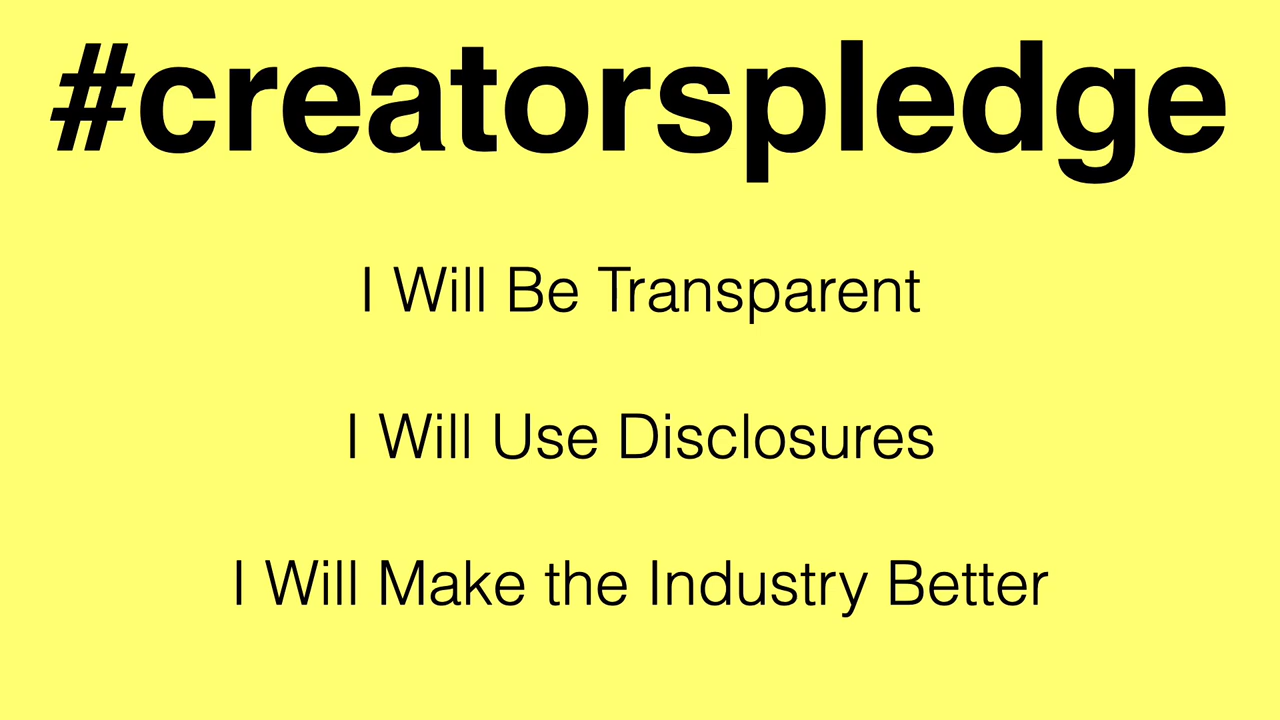 #creatorspledge
I Will Be Transparent
I Will Use Disclosures
I Will Make the Industry Better